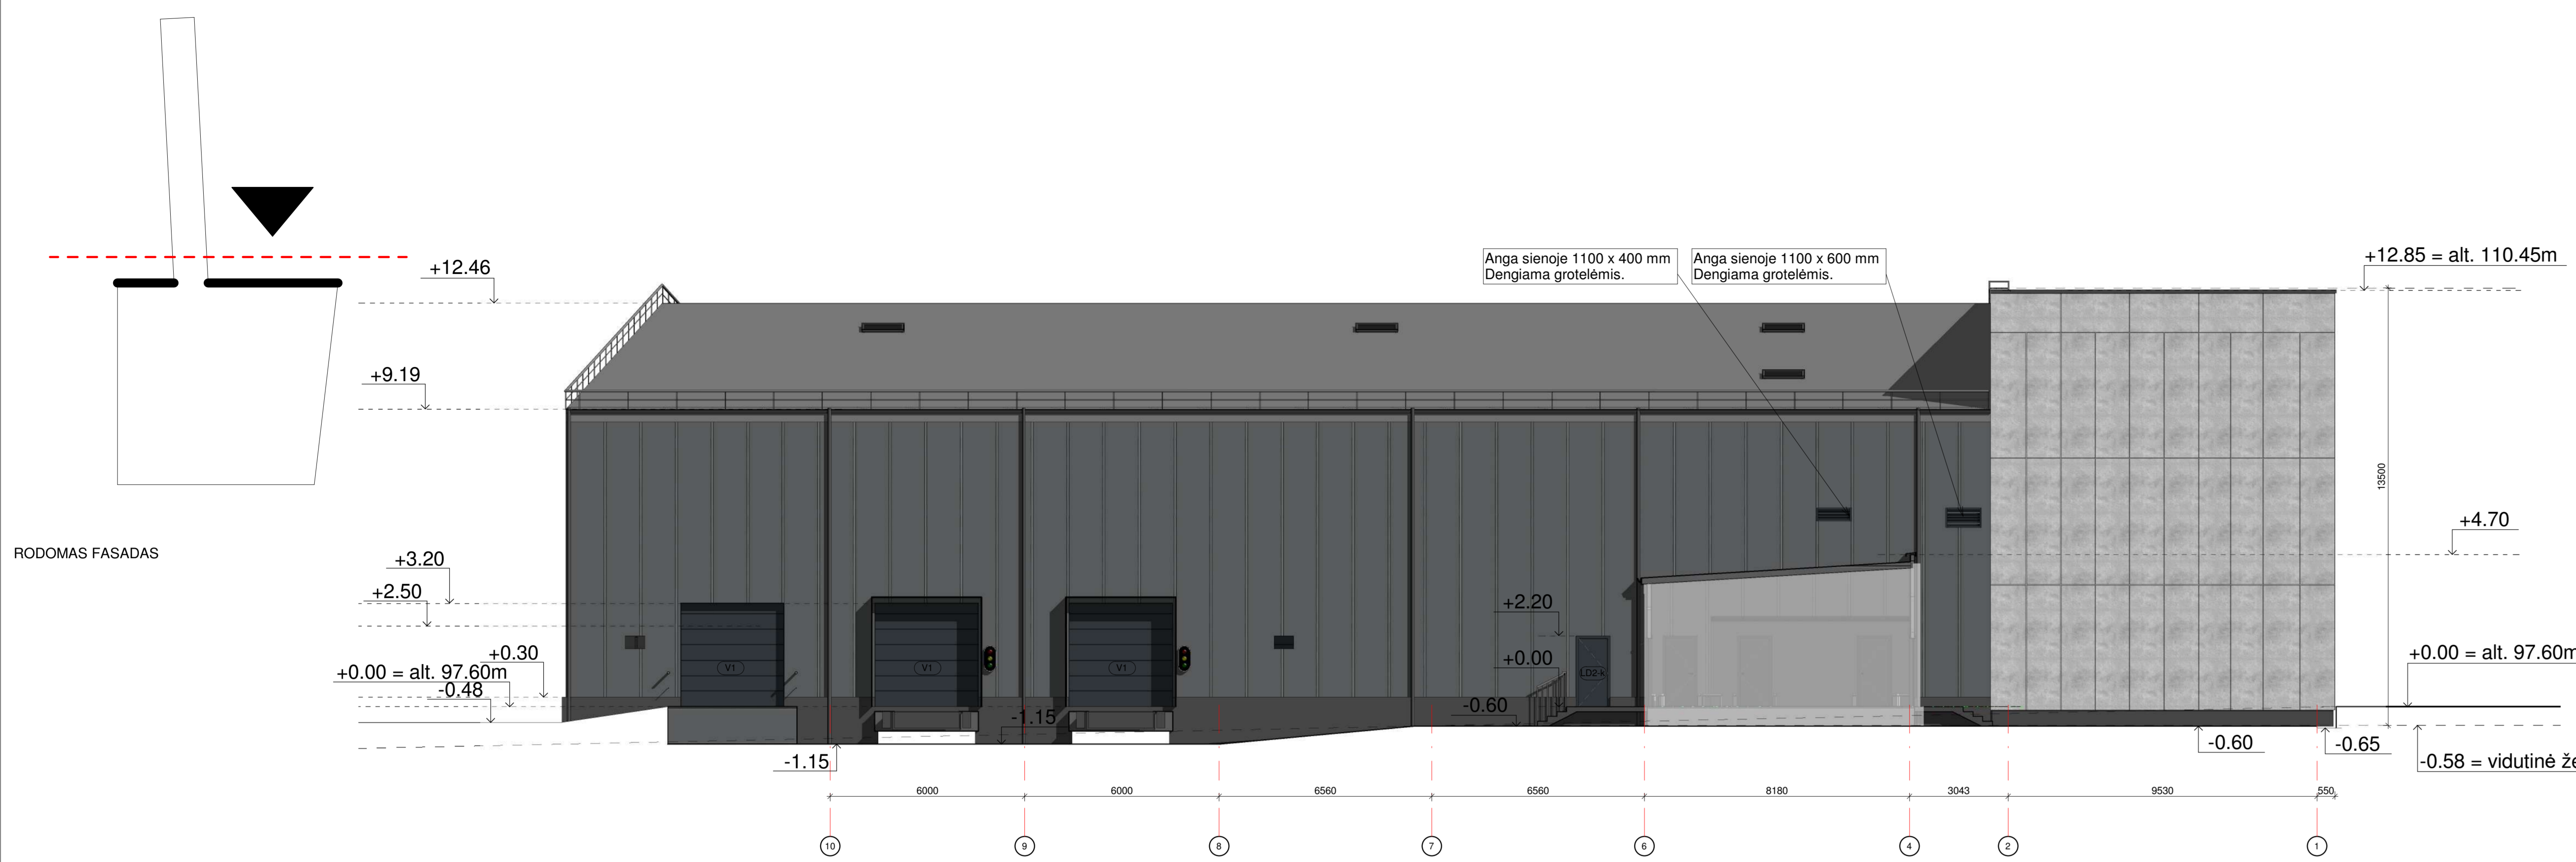 Anga sienoje 1100 x 400 mm
Dengiama grotelėmis.
Anga sienoje 1100 x 600 mm
Dengiama grotelėmis.
+12.85 = alt. 110.45m
+12.46
+9.19
13500
+4.70
RODOMAS FASADAS
+3.20
+2.50
+2.20
+0.30
+0.00
+0.00 = alt. 97.60m
-0.48
V1
V1
V1
LD2-k
+0.00 = alt. 97.60m
-0.60
-1.15
-1.15
-0.60
-0.65
-0.58 = vidutinė
6000
6000
6560
6560
8180
3043
9530
550
10
9
8
7
6
4
2
1